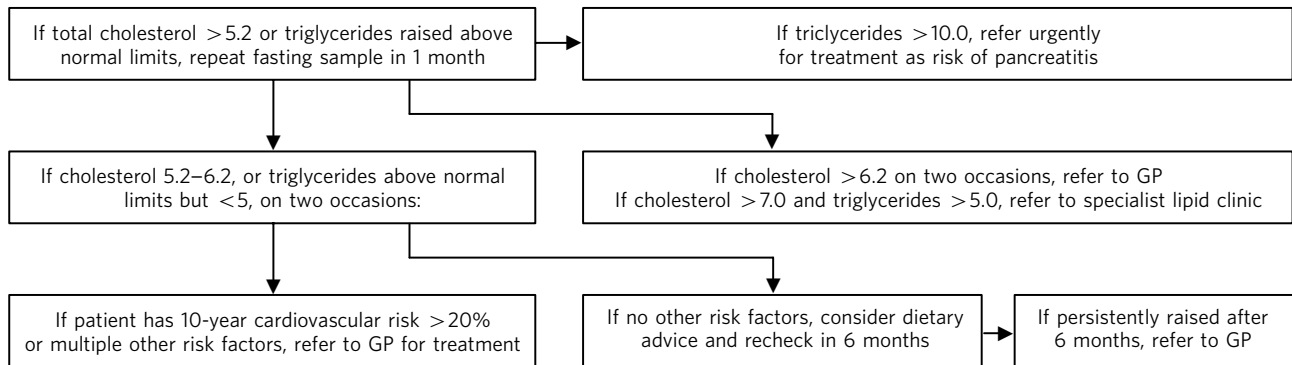 If total cholesterol >5.2 or triglycerides raised above
normal limits, repeat fasting sample in 1 month
If triclycerides >10.0, refer urgently
for treatment as risk of pancreatitis
If cholesterol 5.2–6.2, or triglycerides above normal
limits but <5, on two occasions:
If cholesterol >6.2 on two occasions, refer to GP
If cholesterol >7.0 and triglycerides >5.0, refer to specialist lipid clinic
If patient has 10-year cardiovascular risk >20%
or multiple other risk factors, refer to GP for treatment
If no other risk factors, consider dietary
advice and recheck in 6 months
If persistently raised after
6 months, refer to GP